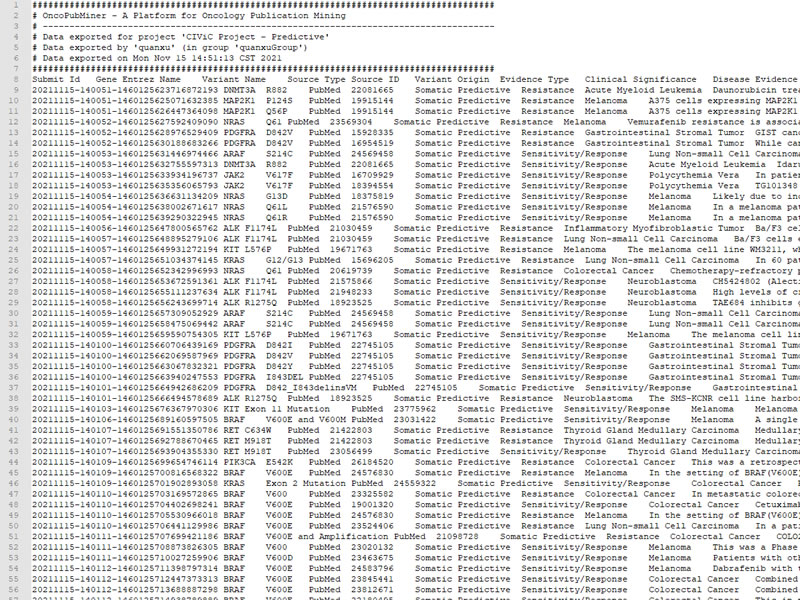 1 ################################################################################
2 # OncoPubMiner - A Platform for Oncology Publication Mining
3 # ------------------------------------------------------------------------------
4 # Data exported for project 'CIViC Project - Predictive'
5 # Data exported by 'quanxu' (in group 'quanxuGroup')
6 # Data exported on Mon Nov 15 14:51:13 CST 2021
7 ################################################################################
8 Submit Id Gene Entrez Name Variant Name Source Type Source ID Variant Origin Evidence Type Clinical Significance Disease Evidence
9 20211115-140051-1460125623716872193 DNMT3A R882 PubMed 22081665 Somatic Predictive Resistance Acute Myeloid Leukemia Daunorubicin trea
10 20211115-140051-1460125625071632385 MAP2K1 P124S PubMed 19915144 Somatic Predictive Resistance Melanoma A375 cells expressing MAP2K1
11 20211115-140051-1460125626447364098 MAP2K1 Q56P PubMed 19915144 Somatic Predictive Resistance Melanoma A375 cells expressing MAP2K1
12 20211115-140052-1460125627592409090 NRAS Q61 PubMed 23569304 Somatic Predictive Resistance Melanoma Vemurafenib resistance is associa
13 20211115-140052-1460125628976529409 PDGFRA D842V PubMed 15928335 Somatic Predictive Resistance Gastrointestinal Stromal Tumor GIST canc
14 20211115-140052-1460125630188683266 PDGFRA D842V PubMed 16954519 Somatic Predictive Resistance Gastrointestinal Stromal Tumor While canc
15 20211115-140053-1460125631446974466 ARAF S214C PubMed 24569458 Somatic Predictive Sensitivity/Response Lung Non-small Cell Carcinoma
16 20211115-140053-1460125632755597313 DNMT3A R882 PubMed 22081665 Somatic Predictive Sensitivity/Response Acute Myeloid Leukemia Idaru
17 20211115-140053-1460125633934196737 JAK2 V617F PubMed 16709929 Somatic Predictive Sensitivity/Response Polycythemia Vera In patien
18 20211115-140053-1460125635356065793 JAK2 V617F PubMed 18394554 Somatic Predictive Sensitivity/Response Polycythemia Vera TG101348
19 20211115-140054-1460125636631134209 NRAS G13D PubMed 18375819 Somatic Predictive Sensitivity/Response Melanoma Likely due to inc
20 20211115-140054-1460125638002671617 NRAS Q61L PubMed 21576590 Somatic Predictive Sensitivity/Response Melanoma In a melanoma pat
21 20211115-140054-1460125639290322945 NRAS Q61R PubMed 21576590 Somatic Predictive Sensitivity/Response Melanoma In a melanoma pat
22 20211115-140056-1460125647800565762 ALK F1174L PubMed 21030459 Somatic Predictive Resistance Inflammatory Myofibroblastic Tumor Ba/F3 ce
23 20211115-140057-1460125648895279106 ALK F1174L PubMed 21030459 Somatic Predictive Resistance Lung Non-small Cell Carcinoma Ba/F3 cells
24 20211115-140057-1460125649931272194 KIT L576P PubMed 19671763 Somatic Predictive Resistance Melanoma The melanoma cell line WM3211, wh
25 20211115-140057-1460125651034374145 KRAS G12/G13 PubMed 15696205 Somatic Predictive Resistance Lung Non-small Cell Carcinoma In 60 pat
26 20211115-140058-1460125652342996993 NRAS Q61 PubMed 20619739 Somatic Predictive Resistance Colorectal Cancer Chemotherapy-refractory p
27 20211115-140058-1460125653672591361 ALK F1174L PubMed 21575866 Somatic Predictive Sensitivity/Response Neuroblastoma CH5424802 (Alecti
28 20211115-140058-1460125655111237634 ALK F1174L PubMed 21948233 Somatic Predictive Sensitivity/Response Neuroblastoma High levels of c
29 20211115-140058-1460125656243699714 ALK R1275Q PubMed 18923525 Somatic Predictive Sensitivity/Response Neuroblastoma TAE684 inhibits g
30 20211115-140059-1460125657309052929 ARAF S214C PubMed 24569458 Somatic Predictive Sensitivity/Response Lung Non-small Cell Carcinoma
31 20211115-140059-1460125658475069442 ARAF S214C PubMed 24569458 Somatic Predictive Sensitivity/Response Lung Non-small Cell Carcinoma
32 20211115-140059-1460125659590754305 KIT L576P PubMed 19671763 Somatic Predictive Sensitivity/Response Melanoma The melanoma cell line
33 20211115-140100-1460125660706439169 PDGFRA D842I PubMed 22745105 Somatic Predictive Sensitivity/Response Gastrointestinal Stromal Tumo
34 20211115-140100-1460125662069587969 PDGFRA D842V PubMed 22745105 Somatic Predictive Sensitivity/Response Gastrointestinal Stromal Tumo
35 20211115-140100-1460125663067832321 PDGFRA D842Y PubMed 22745105 Somatic Predictive Sensitivity/Response Gastrointestinal Stromal Tumo
36 20211115-140100-1460125663940247553 PDGFRA I843DEL PubMed 22745105 Somatic Predictive Sensitivity/Response Gastrointestinal Stromal Tumo
37 20211115-140101-1460125664942686209 PDGFRA D842_I843delinsVM PubMed 22745105 Somatic Predictive Sensitivity/Response Gastrointestinal
38 20211115-140101-1460125666494578689 ALK R1275Q PubMed 18923525 Somatic Predictive Resistance Neuroblastoma The SMS-KCNR cell line harbor
39 20211115-140103-1460125676367970306 KIT Exon 11 Mutation PubMed 23775962 Somatic Predictive Sensitivity/Response Melanoma Melanoma
40 20211115-140106-1460125689160597505 BRAF V600E and V600M PubMed 23031422 Somatic Predictive Sensitivity/Response Melanoma A single
41 20211115-140107-1460125691551350786 RET C634W PubMed 21422803 Somatic Predictive Resistance Thyroid Gland Medullary Carcinoma Medullary
42 20211115-140107-1460125692788670465 RET M918T PubMed 21422803 Somatic Predictive Resistance Thyroid Gland Medullary Carcinoma Medullary
43 20211115-140107-1460125693904355330 RET M918T PubMed 23056499 Somatic Predictive Sensitivity/Response Thyroid Gland Medullary Carcinoma
44 20211115-140109-1460125699654746114 PIK3CA E542K PubMed 26184520 Somatic Predictive Resistance Colorectal Cancer This was a retrospect
45 20211115-140109-1460125700816568322 BRAF V600E PubMed 24576830 Somatic Predictive Resistance Melanoma In the setting of BRAF(V600E)
46 20211115-140109-1460125701902893058 KRAS Exon 2 Mutation PubMed 24559322 Somatic Predictive Resistance Colorectal Cancer
47 20211115-140110-1460125703169572865 BRAF V600 PubMed 23325582 Somatic Predictive Resistance Colorectal Cancer In metastatic colorec
48 20211115-140110-1460125704402698241 BRAF V600E PubMed 19001320 Somatic Predictive Resistance Colorectal Cancer Cetuximab
49 20211115-140110-1460125705530966018 BRAF V600E PubMed 24576830 Somatic Predictive Resistance Melanoma In the setting of BRAF(V600E)
50 20211115-140110-1460125706441129986 BRAF V600E PubMed 23524406 Somatic Predictive Resistance Lung Non-small Cell Carcinoma In a pati
51 20211115-140111-1460125707699421186 BRAF V600E and Amplification PubMed 21098728 Somatic Predictive Resistance Colorectal Cancer COLO2
52 20211115-140111-1460125708873826305 BRAF V600 PubMed 23020132 Somatic Predictive Sensitivity/Response Melanoma This was a Phase
53 20211115-140111-1460125710027259906 BRAF V600D PubMed 23463675 Somatic Predictive Sensitivity/Response Melanoma Patients with oth
54 20211115-140112-1460125711398797314 BRAF V600E PubMed 24583796 Somatic Predictive Sensitivity/Response Melanoma Dabrafenib with t
55 20211115-140112-1460125712447373313 BRAF V600E PubMed 23845441 Somatic Predictive Sensitivity/Response Colorectal Cancer Combined
56 20211115-140112-1460125713688887298 BRAF V600E PubMed 23812671 Somatic Predictive Sensitivity/Response Colorectal Cancer Combined